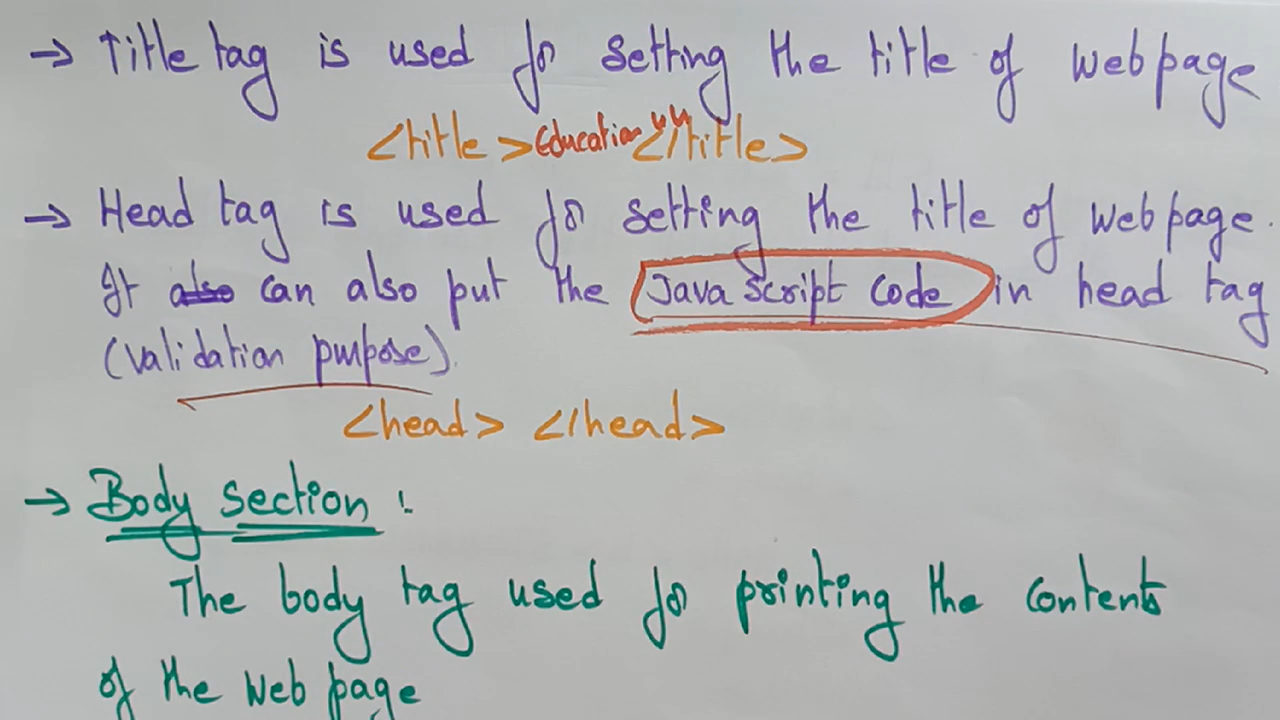 → Title tag is used for setting the title of webpage
<title>Education </title>
→ Head tag is used for setting the title of webpage.
It can also put the Java Script Code in head tag
(validation purpose).
<head> </head>
→ Body section :
The body tag used for printing the contents
of the Web page